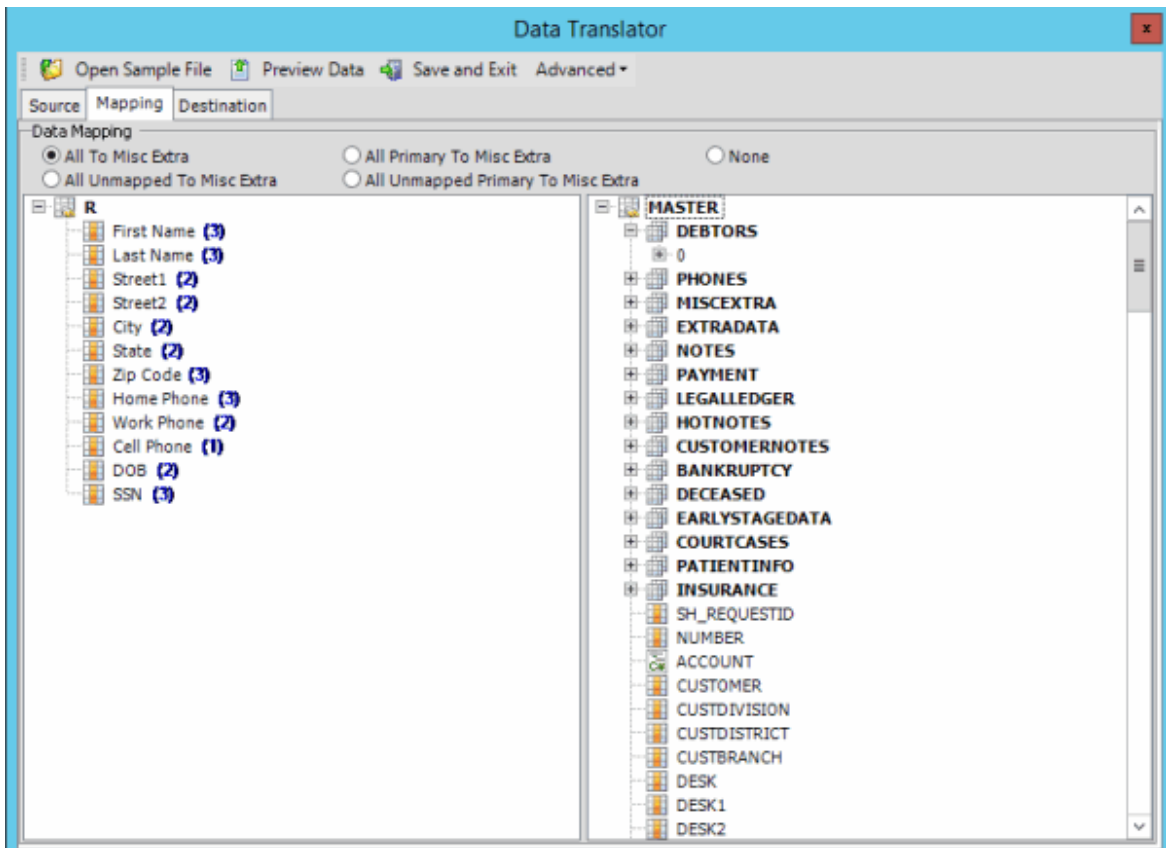 Data Translator
x
Open Sample File Preview Data Save and Exit Advanced
Source Mapping Destination
Data Mapping
All To Misc Extra All Primary To Misc Extra None
All Unmapped To Misc Extra All Unmapped Primary To Misc Extra
R
First Name (3)
Last Name (3)
Street1 (2)
Street2 (2)
City (2)
State (2)
Zip Code (3)
Home Phone (3)
Work Phone (2)
Cell Phone (1)
DOB (2)
SSN (3)
MASTER
DEBTORS
0
PHONES
MISCEXTRA
EXTRADATA
NOTES
PAYMENT
LEGALLEDGER
HOTNOTES
CUSTOMERNOTES
BANKRUPTCY
DECEASED
EARLYSTAGEDATA
COURTCASES
PATIENTINFO
INSURANCE
SH_REQUESTID
NUMBER
ACCOUNT
CUSTOMER
CUSTDIVISION
CUSTDISTRICT
CUSTBRANCH
DESK
DESK1
DESK2